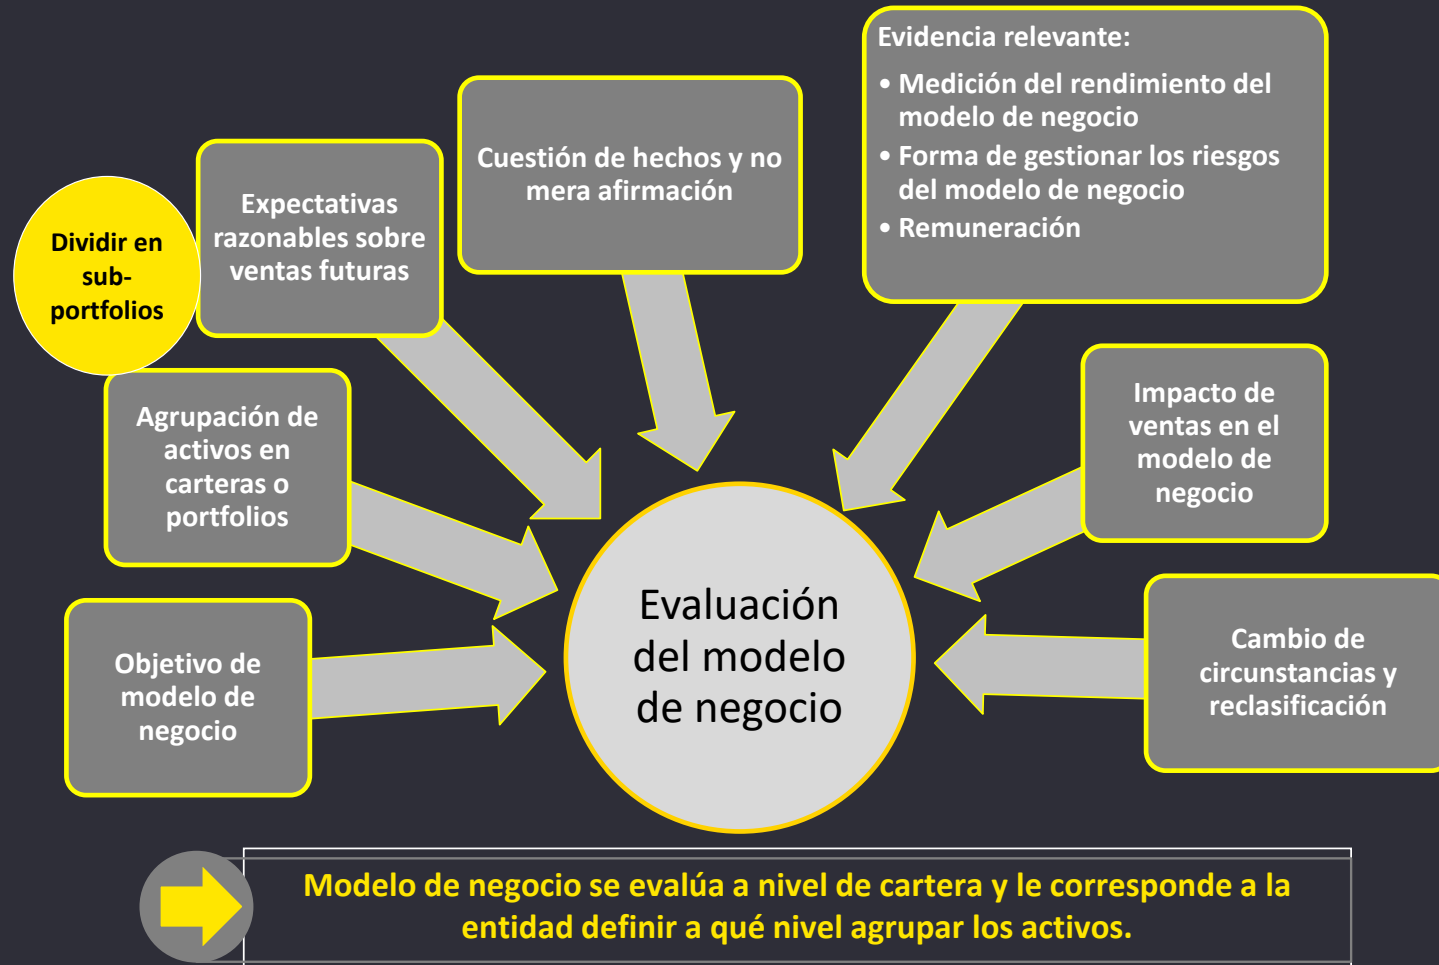 Evidencia relevante:
• Medición del rendimiento del
modelo de negocio
• Forma de gestionar los riesgos
del modelo de negocio
• Remuneración
Cuestión de hechos y no
mera afirmación
Expectativas
razonables sobre
ventas futuras
Dividir en
sub-
portfolios
Agrupación de
activos en
carteras o
portfolios
Objetivo de
modelo de
negocio
Impacto de
ventas en el
modelo de
negocio
Cambio de
circunstancias y
reclasificación
Evaluación
del modelo
de negocio
Modelo de negocio se evalúa a nivel de cartera y le corresponde a la
entidad definir a qué nivel agrupar los activos.